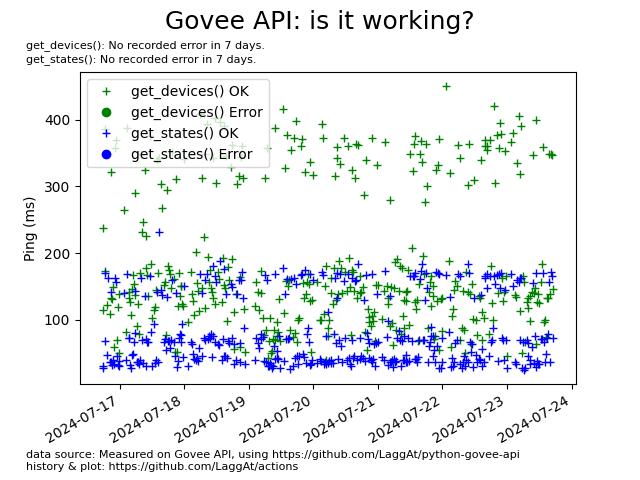 Govee API: is it working?
get_devices(): No recorded error in 7 days.
get_states(): No recorded error in 7 days.
get_devices() OK
get_devices() Error
get_states() OK
get_states() Error
400
300
200
100
Ping (ms)
2024-07-17
2024-07-18
2024-07-19
2024-07-20
2024-07-21
2024-07-22
2024-07-23
2024-07-24
data source: Measured on Govee API, using https://github.com/LaggAt/python-govee-api
history & plot: https://github.com/LaggAt/actions